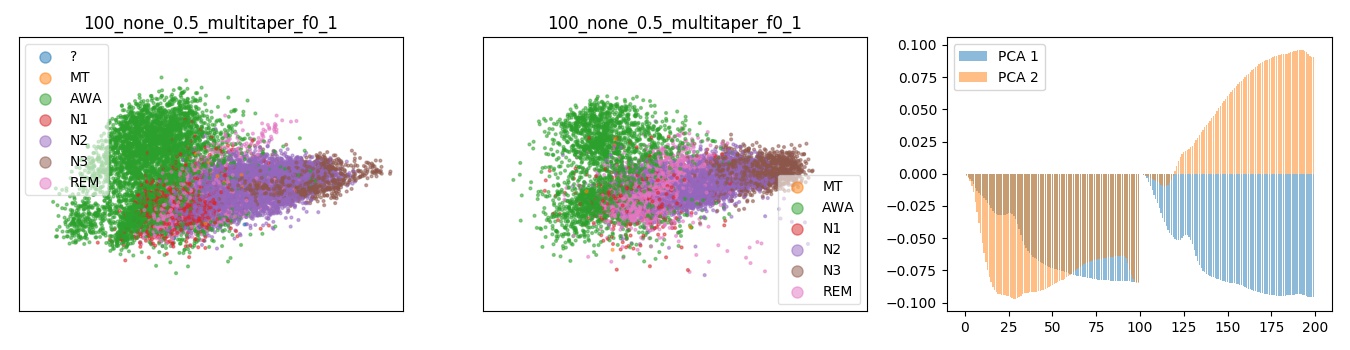 100_none_0.5_multitaper_f0_1
?
MT
AWA
N1
N2
N3
REM
100_none_0.5_multitaper_f0_1
MT
AWA
N1
N2
N3
REM
PCA 1
PCA 2
0.100
0.075
0.050
0.025
0.000
−0.025
−0.050
−0.075
−0.100
0 25 50 75 100 125 150 175 200